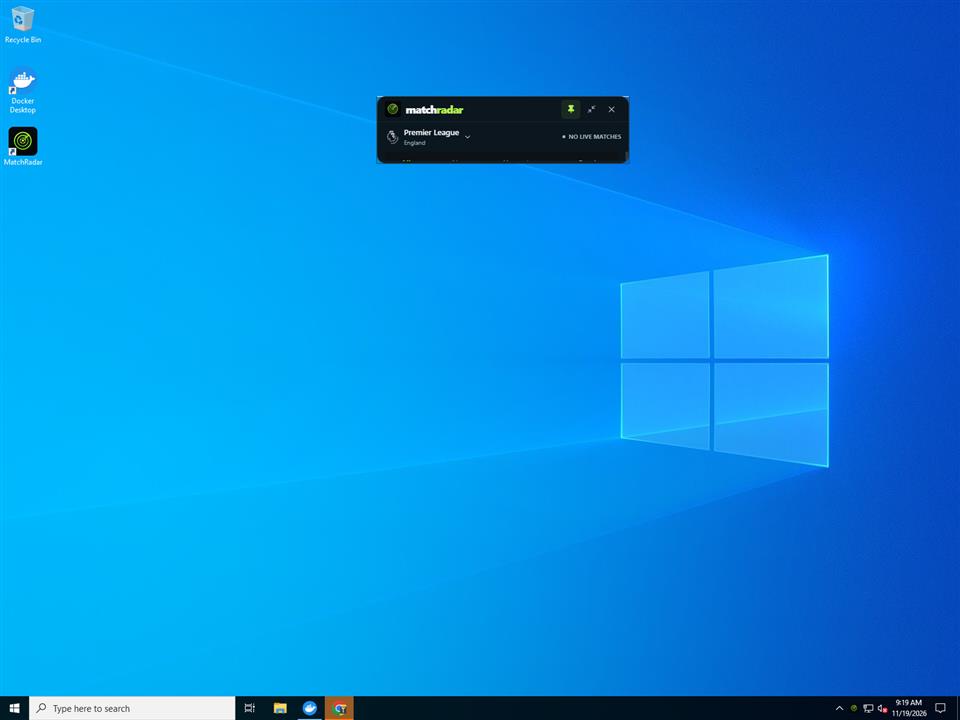 Recycle Bin
Docker
Desktop
MatchRadar
matchradar
Premier League
England
NO LIVE MATCHES
Type here to search
9:19 AM
11/19/2026